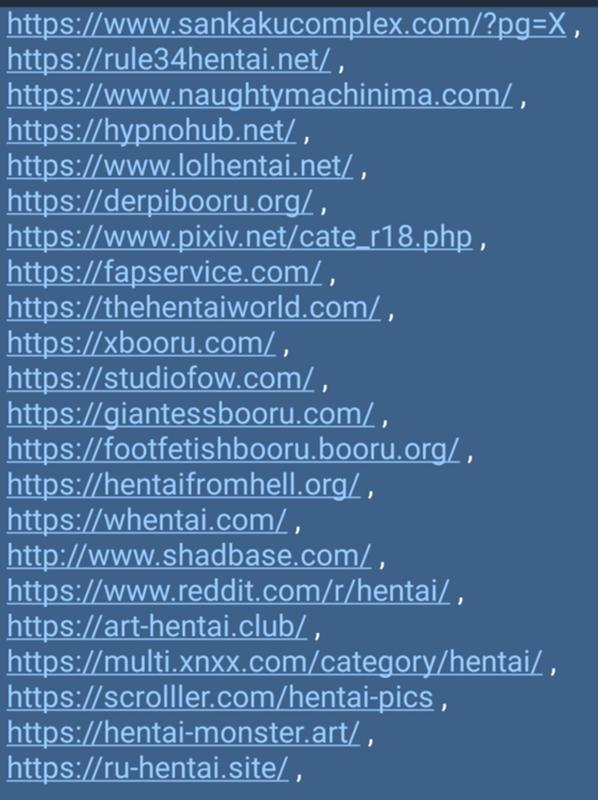 https://www.sankakucomplex.com/?pg=X ,
https://rule34hentai.net/ ,
https://www.naughtymachinima.com/ ,
https://hypnohub.net/ ,
https://www.lolhentai.net/ ,
https://derpibooru.org/ ,
https://www.pixiv.net/cate_r18.php ,
https://fapservice.com/ ,
https://thehentaiworld.com/ ,
https://xbooru.com/ ,
https://studiofow.com/ ,
https://giantessbooru.com/ ,
https://footfetishbooru.booru.org/ ,
https://hentaifromhell.org/ ,
https://whentai.com/ ,
http://www.shadbase.com/ ,
https://www.reddit.com/r/hentai/ ,
https://art-hentai.club/ ,
https://multi.xnxx.com/category/hentai/ ,
https://scrolller.com/hentai-pics ,
https://hentai-monster.art/ ,
https://ru-hentai.site/ ,